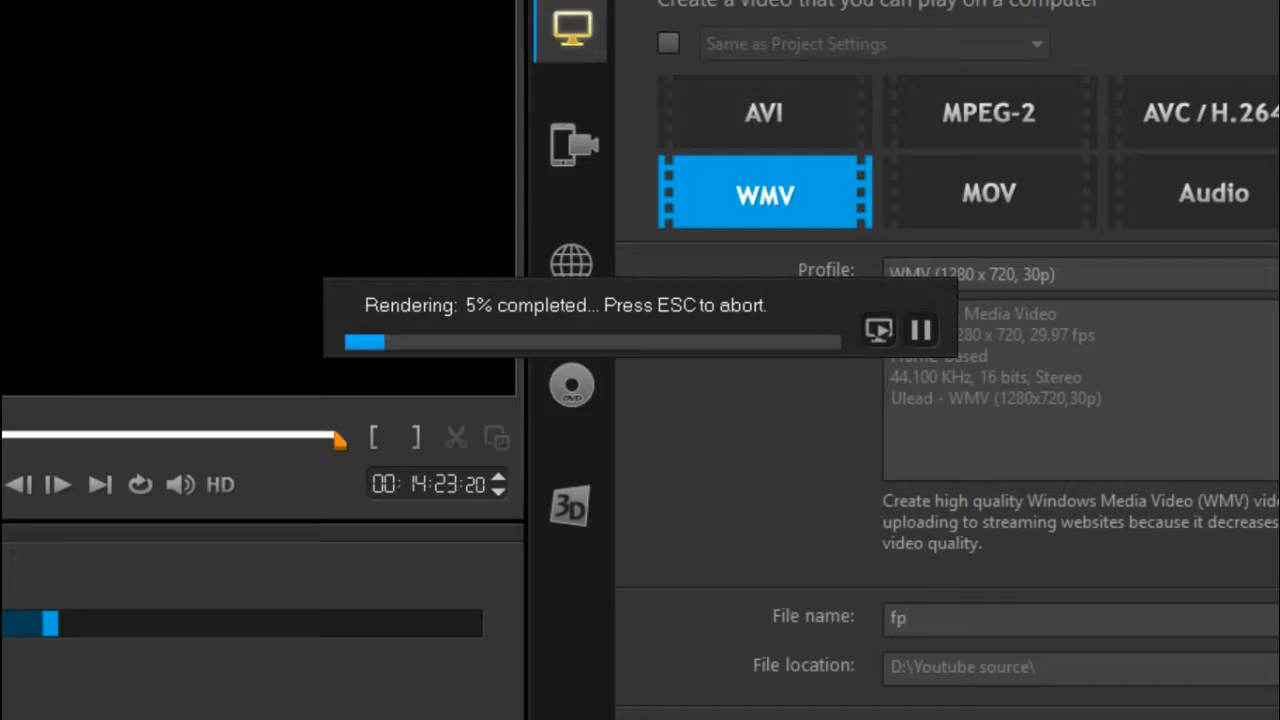 Create a video that you can play on a computer
Same as Project Settings
AVI
MPEG-2
AVC / H.264
WMV
MOV
Audio
Profile:
WMV (1280 x 720, 30p)
Rendering: 5% completed... Press ESC to abort.
Media Video
280 x 720, 29.97 fps
Frame-based
44.100 KHz, 16 bits, Stereo
Ulead - WMV (1280x720,30p)
DVD
[ ]
HD
00: 14:23:20
3D
Create high quality Windows Media Video (WMV)
uploading to streaming websites because it decreases
video quality.
File name:
fp
File location:
D:\Youtube source\